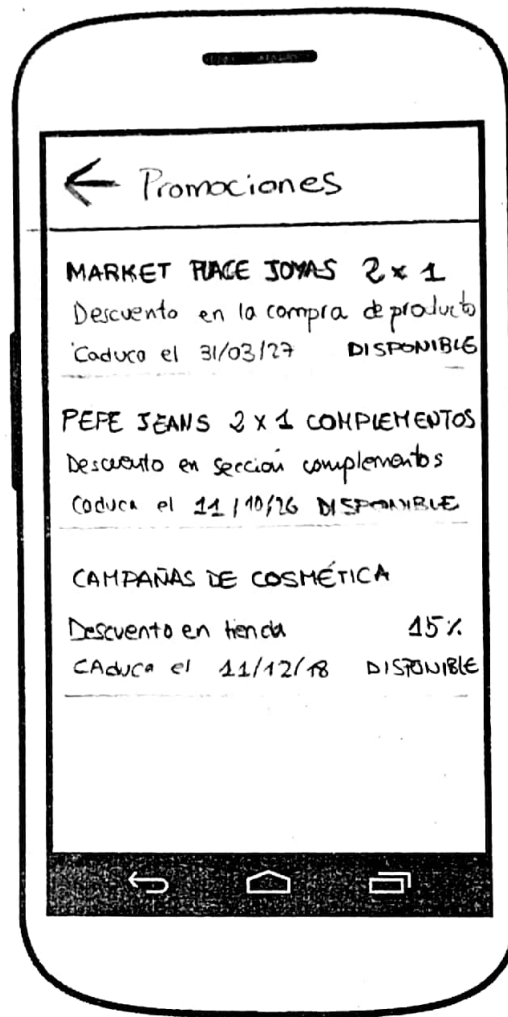 ← Promociones
MARKET PLACE JOYAS 2 x 1
Descuento en la compra de producto
Caduca el 31/03/27 DISPONIBLE
PEPE JEANS 2 X 1 COMPLEMENTOS
Descuento en sección complementos
Caduca el 11/10/26 DISPONIBLE
CAMPAÑAS DE COSMÉTICA
Descuento en tienda 15%
CAduca el 11/12/18 DISPONIBLE